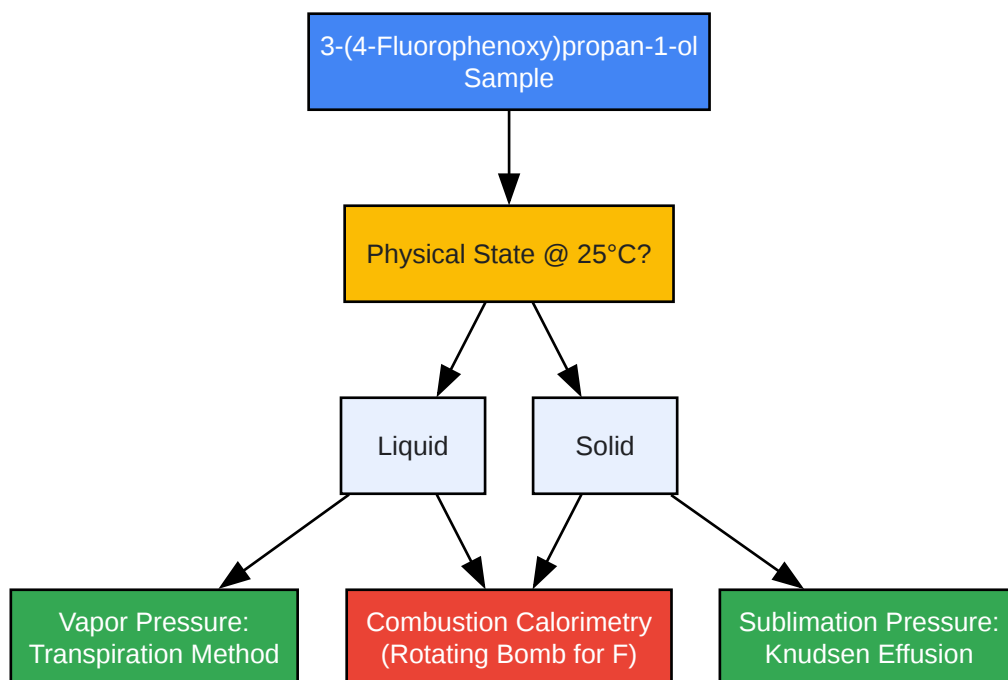 3-(4-Fluorophenoxy)propan-1-ol
Sample
Physical State @ 25°C?
Liquid
Solid
Vapor Pressure:
Transpiration Method
Combustion Calorimetry
(Rotating Bomb for F)
Sublimation Pressure:
Knudsen Effusion